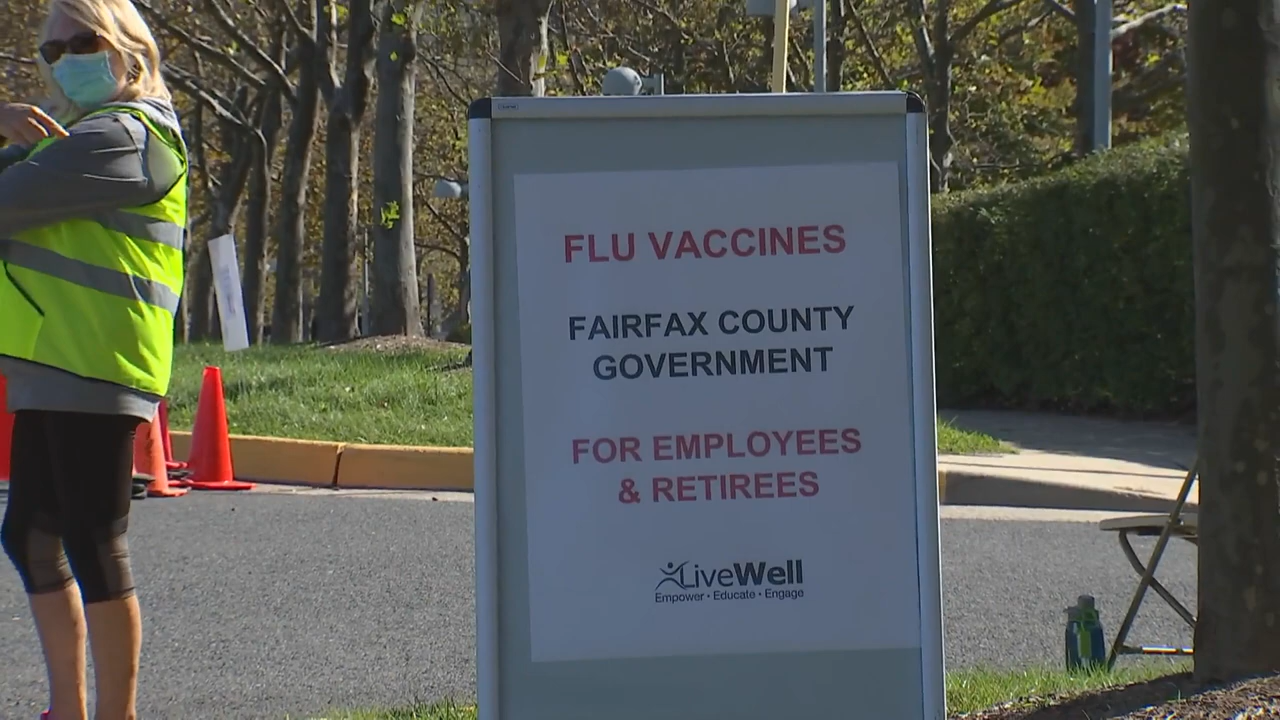 FLU VACCINES
FAIRFAX COUNTY
GOVERNMENT
FOR EMPLOYEES
& RETIREES
LiveWell
Empower • Educate • Engage